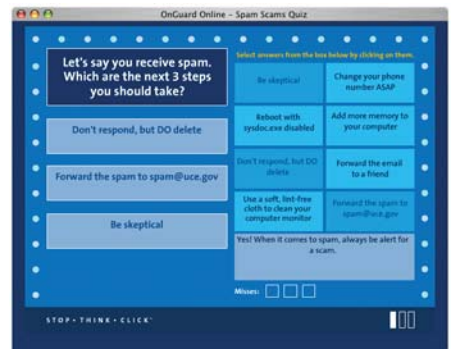 OnGuard Online – Spam Scams Quiz
Let's say you receive spam.
Which are the next 3 steps
you should take?
Don't respond, but DO delete
Forward the spam to spam@uce.gov
Be skeptical
Select answers from the box below by clicking on them.
Be skeptical
Change your phone
number ASAP
Reboot with
sysdoc.exe disabled
Add more memory to
your computer
Don't respond, but DO
delete
Forward the email
to a friend
Use a soft, lint-free
cloth to clean your
computer monitor
Forward the spam to
spam@uce.gov
Yes! When it comes to spam, always be alert for
a scam.
Misses:
STOP • THINK • CLICK